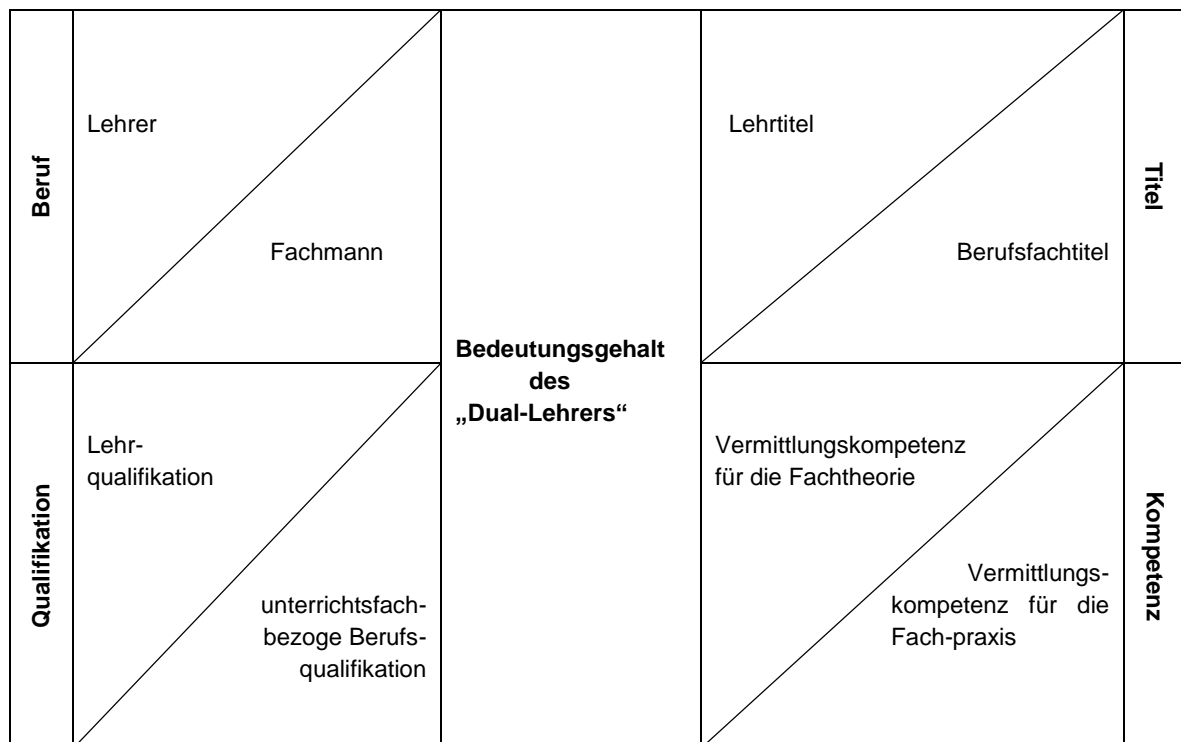 Beruf
Lehrer
Fachmann
Lehrtitel
Berufsfachtitel
Titel
Bedeutungsgehalt
des
„Dual-Lehrers“
Qualifikation
Lehr-
qualifikation
unterrichtsfach-
bezoge Berufs-
qualifikation
Vermittlungskompetenz
für die Fachtheorie
Vermittlungs-
kompetenz für die
Fach-praxis
Kompetenz